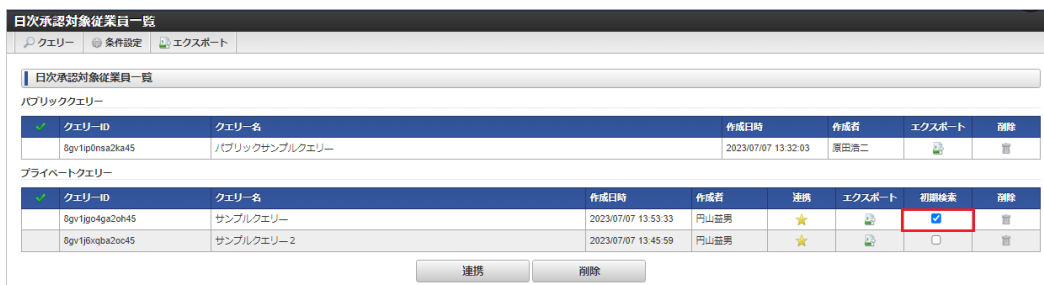 日次承認対象従業員一覧
クエリー 条件設定 エクスポート
日次承認対象従業員一覧
パブリッククエリー
クエリーID クエリー名 作成日時 作成者 エクスポート 削除
8gv1ip0nsa2ka45 パブリックサンプルクエリー 2023/07/07 13:32:03 原田浩二
プライベートクエリー
クエリーID クエリー名 作成日時 作成者 連携 エクスポート 初期検索 削除
8gv1jgo4ga2oh45 サンプルクエリー 2023/07/07 13:53:33 円山益男
8gv1j6xqba2oc45 サンプルクエリー2 2023/07/07 13:45:59 円山益男
連携 削除